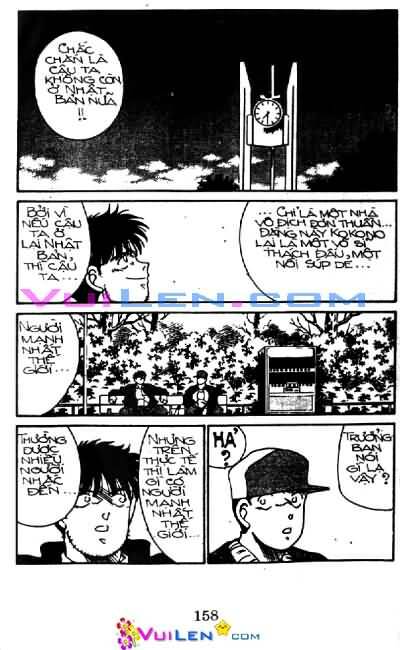 CHẮC
CHẮN LÀ
CẬU TA
KHÔNG CÒN
Ở NHẬT
BẢN NỮA
!!
BỞI VÌ
NẾU CẬU
TA Ở
LẠI NHẬT
BẢN,
THÌ CẬU
TA...
... CHỈ LÀ MỘT NHÀ
VÔ ĐỊCH ĐƠN THUẦN...
ĐẰNG NÀY KOKONO
LẠI LÀ MỘT VÕ SĨ
THÁCH ĐẤU, MỘT
NỒI SÚP DE...
VUILEN.COM
NGƯỜI
MẠNH
NHẤT
THẾ
GIỚI...
TRƯỞNG
BAN
NÓI
GÌ LẠ
VẬY?
HẢ
?
NHƯNG
TRÊN
THỰC TẾ
THÌ LÀM
GÌ CÓ
NGƯỜI
MẠNH
NHẤT
THẾ
GIỚI...
THƯỜNG
ĐƯỢC
NHIỀU
NGƯỜI
NHẮC
ĐẾN...
158
VUILEN.COM